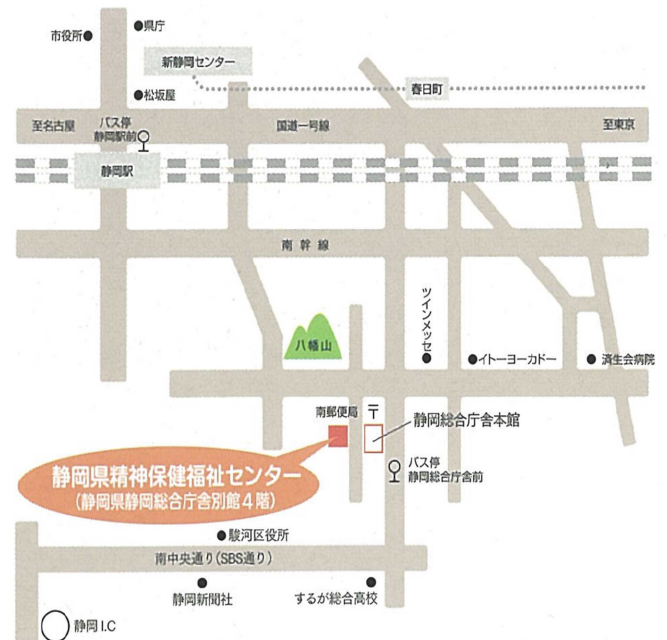 県庁
市役所
新静岡センター
春日町
松坂屋
至名古屋
バス停
静岡駅前
国道一号線
至東京
静岡駅
南幹線
ツインメッセ
八幡山
イトーヨーカドー
済生会病院
南郵便局
〒
静岡総合庁舎本館
バス停
静岡総合庁舎前
静岡県精神保健福祉センター
(静岡県静岡総合庁舎別館4階)
駿河区役所
南中央通り(SBS通り)
静岡新聞社
するが総合高校
静岡I.C